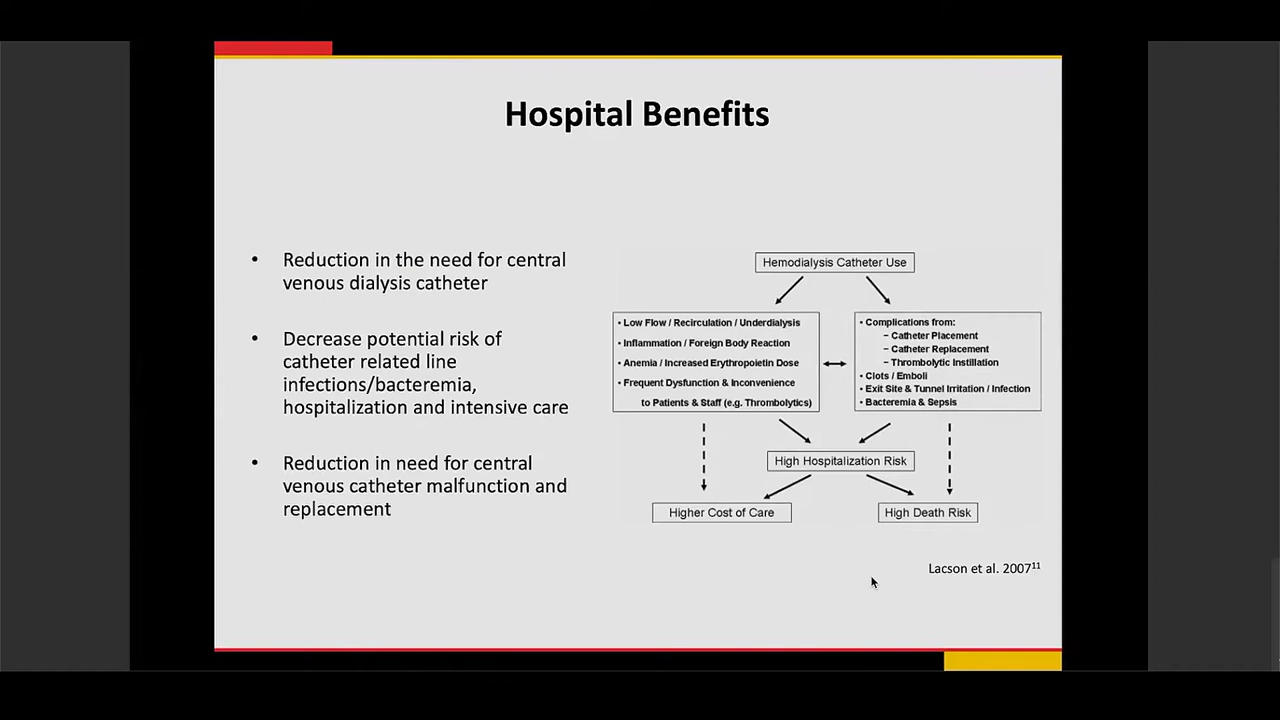 Hospital Benefits
• Reduction in the need for central
venous dialysis catheter
• Decrease potential risk of
catheter related line
infections/bacteremia,
hospitalization and intensive care
• Reduction in need for central
venous catheter malfunction and
replacement
Hemodialysis Catheter Use
• Low Flow / Recirculation / Underdialysis
• Inflammation / Foreign Body Reaction
• Anemia / Increased Erythropoietin Dose
• Frequent Dysfunction & Inconvenience
to Patients & Staff (e.g. Thrombolytics)
• Complications from:
– Catheter Placement
– Catheter Replacement
– Thrombolytic Instillation
• Clots / Emboli
• Exit Site & Tunnel Irritation / Infection
• Bacteremia & Sepsis
High Hospitalization Risk
Higher Cost of Care
High Death Risk
Lacson et al. 2007¹¹